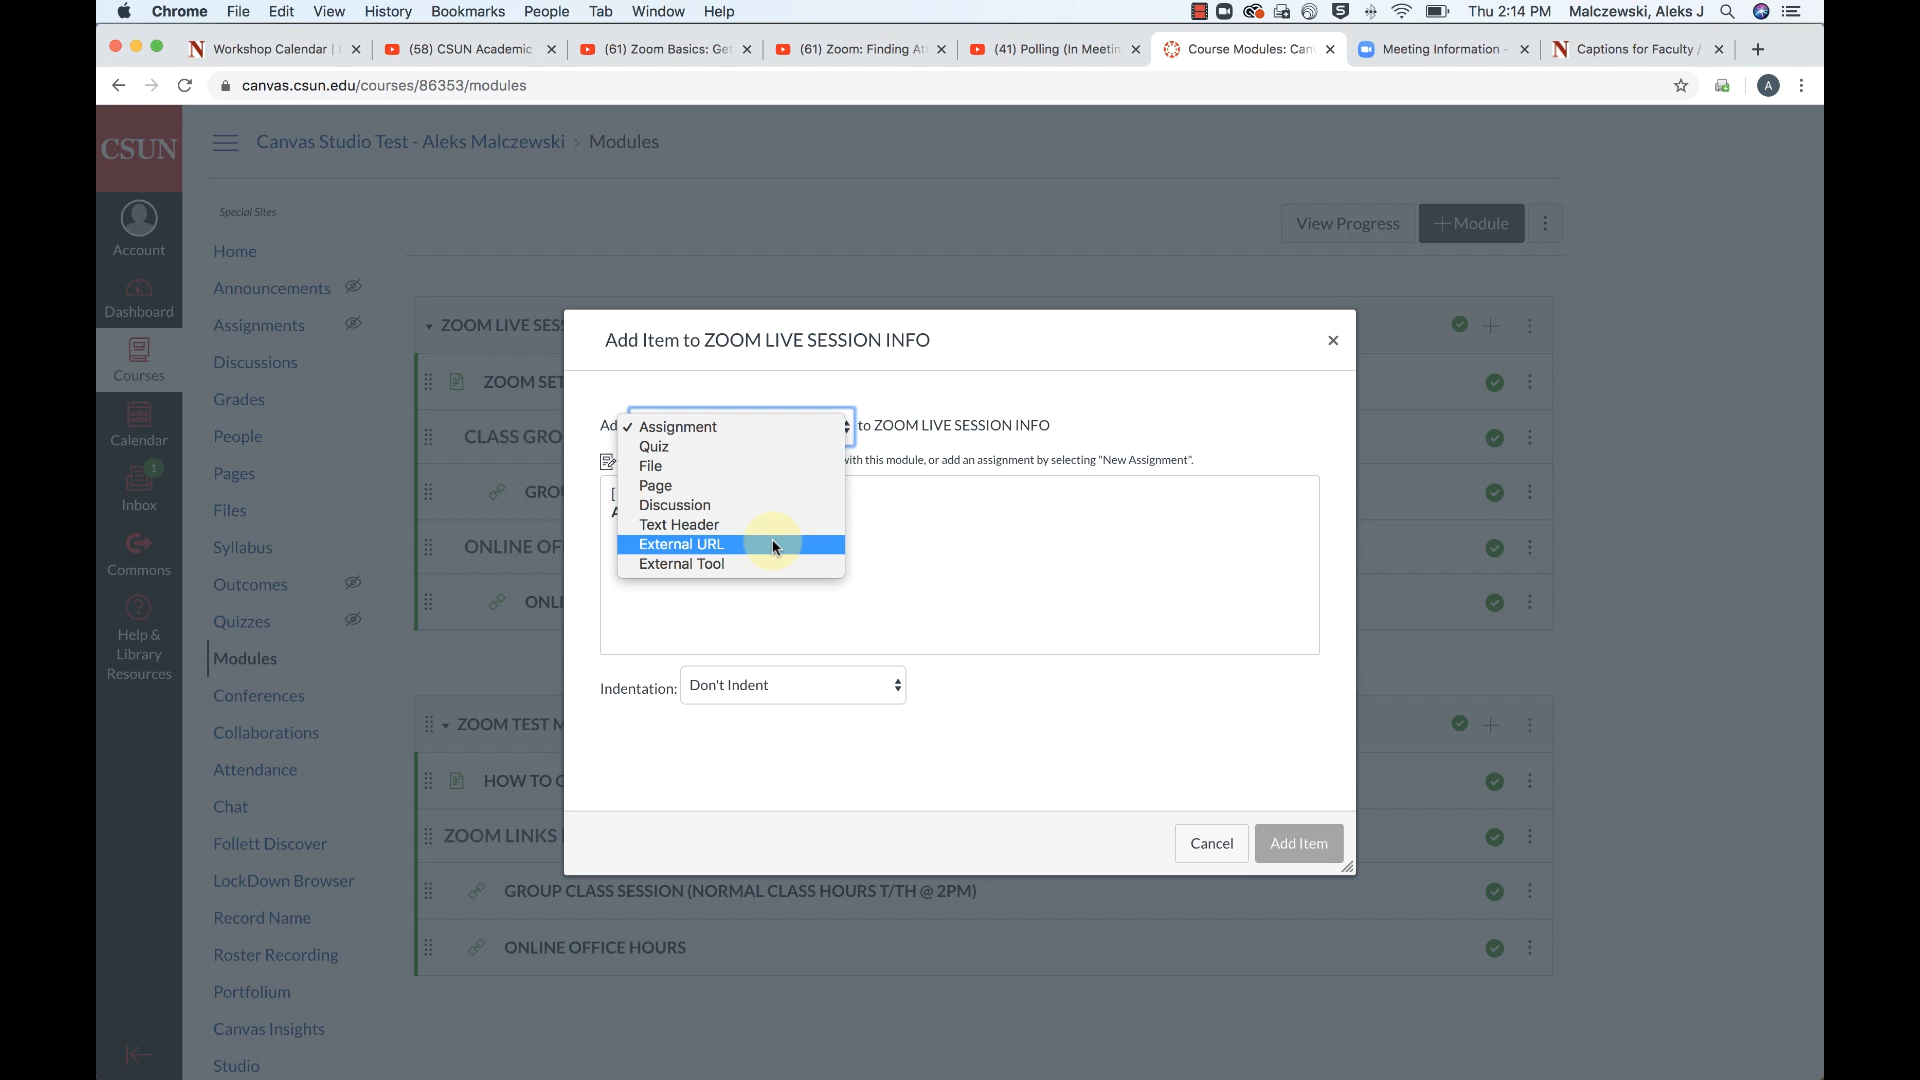 Chrome File Edit View History Bookmarks People Tab Window Help Thu 2:14 PM Malczewski, Aleks J
Workshop Calendar | (58) CSUN Academic (61) Zoom Basics: Get (61) Zoom: Finding At (41) Polling (In Meetin Course Modules: Can Meeting Information - Captions for Faculty /
canvas.csun.edu/courses/86353/modules A
CSUN
Account
Dashboard
Courses
Calendar
1
Inbox
Commons
Help &
Library
Resources
Canvas Studio Test - Aleks Malczewski > Modules
Special Sites
Home
Announcements
Assignments
Discussions
Grades
People
Pages
Files
Syllabus
Outcomes
Quizzes
Modules
Conferences
Collaborations
Attendance
Chat
Follett Discover
LockDown Browser
Record Name
Roster Recording
Portfolium
Canvas Insights
Studio
View Progress + Module
ZOOM LIVE SES
ZOOM SET
CLASS GRO
GROU
ONLINE OF
ONLI
ZOOM TEST M
HOW TO G
ZOOM LINKS
GROUP CLASS SESSION (NORMAL CLASS HOURS T/TH @ 2PM)
ONLINE OFFICE HOURS
Add Item to ZOOM LIVE SESSION INFO
Ad to ZOOM LIVE SESSION INFO
✓ Assignment
Quiz
File
Page
Discussion
Text Header
External URL
External Tool
with this module, or add an assignment by selecting "New Assignment".
[
Indentation: Don't Indent
Cancel Add Item